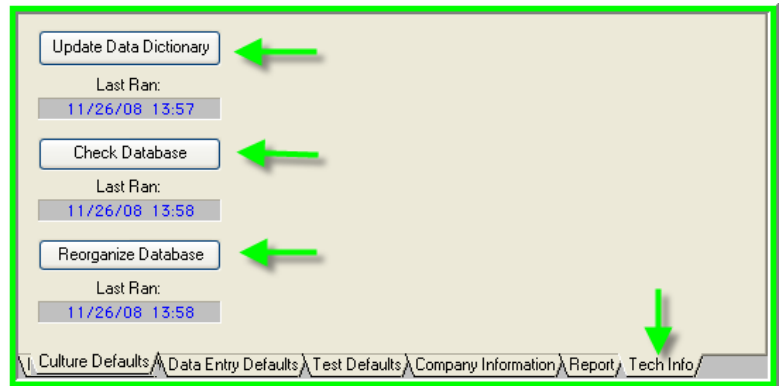 Update Data Dictionary
Last Ran:
11/26/08 13:57
Check Database
Last Ran:
11/26/08 13:58
Reorganize Database
Last Ran:
11/26/08 13:58
Culture Defaults Data Entry Defaults Test Defaults Company Information Report Tech Info